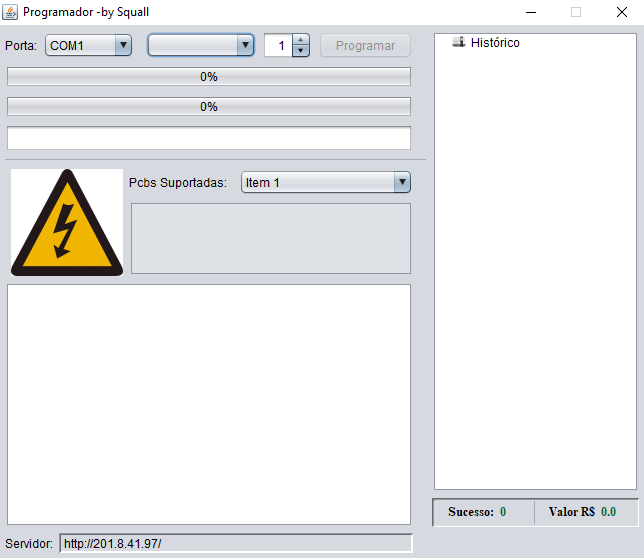 Programador -by Squall
Porta: COM1 1 Programar
0%
0%
Pcbs Suportadas: Item 1
Servidor: http://201.8.41.97/
Histórico
Sucesso: 0 Valor R$ 0.0